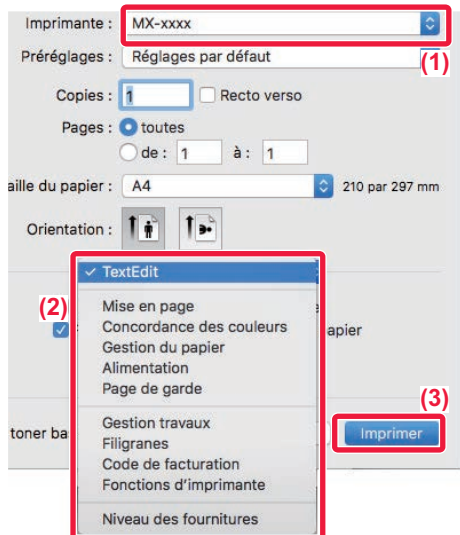 Imprimante : MX-xxxx
(1)
Préréglages : Réglages par défaut
Copies : 1 Recto verso
Pages : toutes
de : 1 à : 1
aille du papier : A4 210 par 297 mm
Orientation :
✓ TextEdit
(2)
Mise en page
Concordance des couleurs
apier
Gestion du papier
Alimentation
Page de garde
(3)
Gestion travaux
toner ba
Imprimer
Filigranes
Code de facturation
Fonctions d'imprimante
Niveau des fournitures